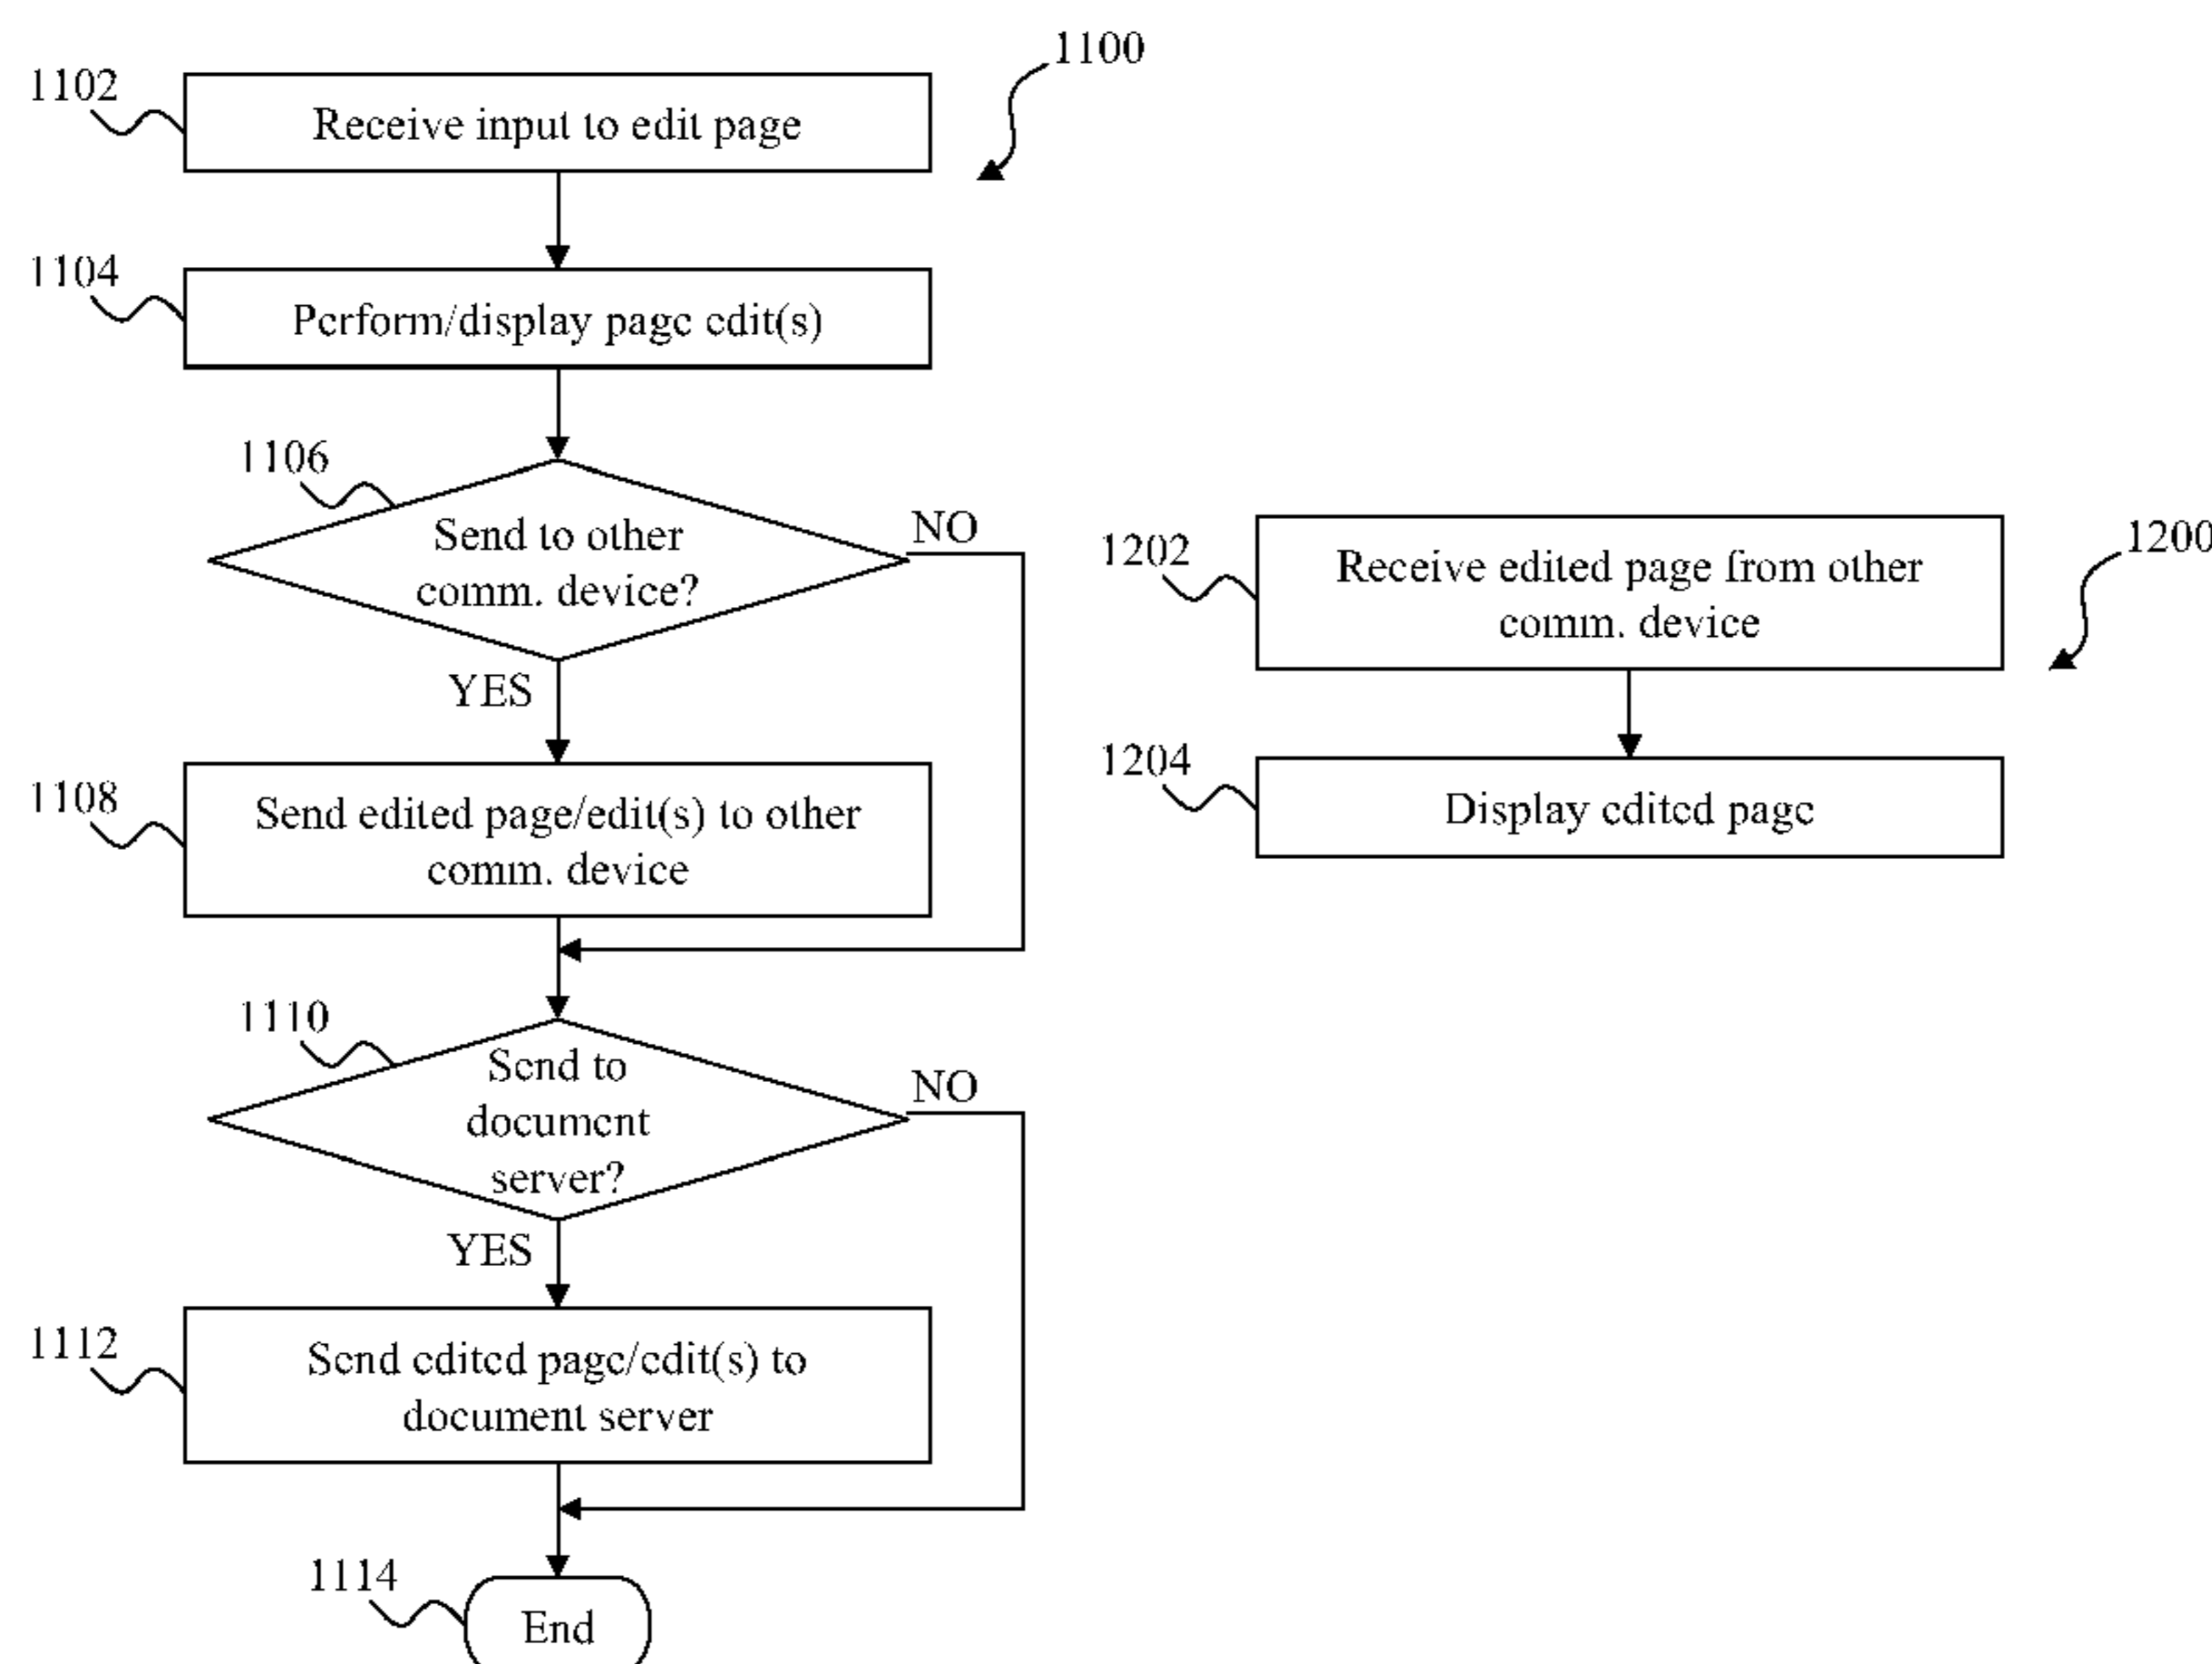 1100
1102
Receive input to edit page
1104
Perform/display page edit(s)
1106
Send to other
comm. device?
NO
YES
1108
Send edited page/edit(s) to other
comm. device
1110
Send to
document
server?
NO
YES
1112
Send edited page/edit(s) to
document server
1114
End
1200
1202
Receive edited page from other
comm. device
1204
Display edited page